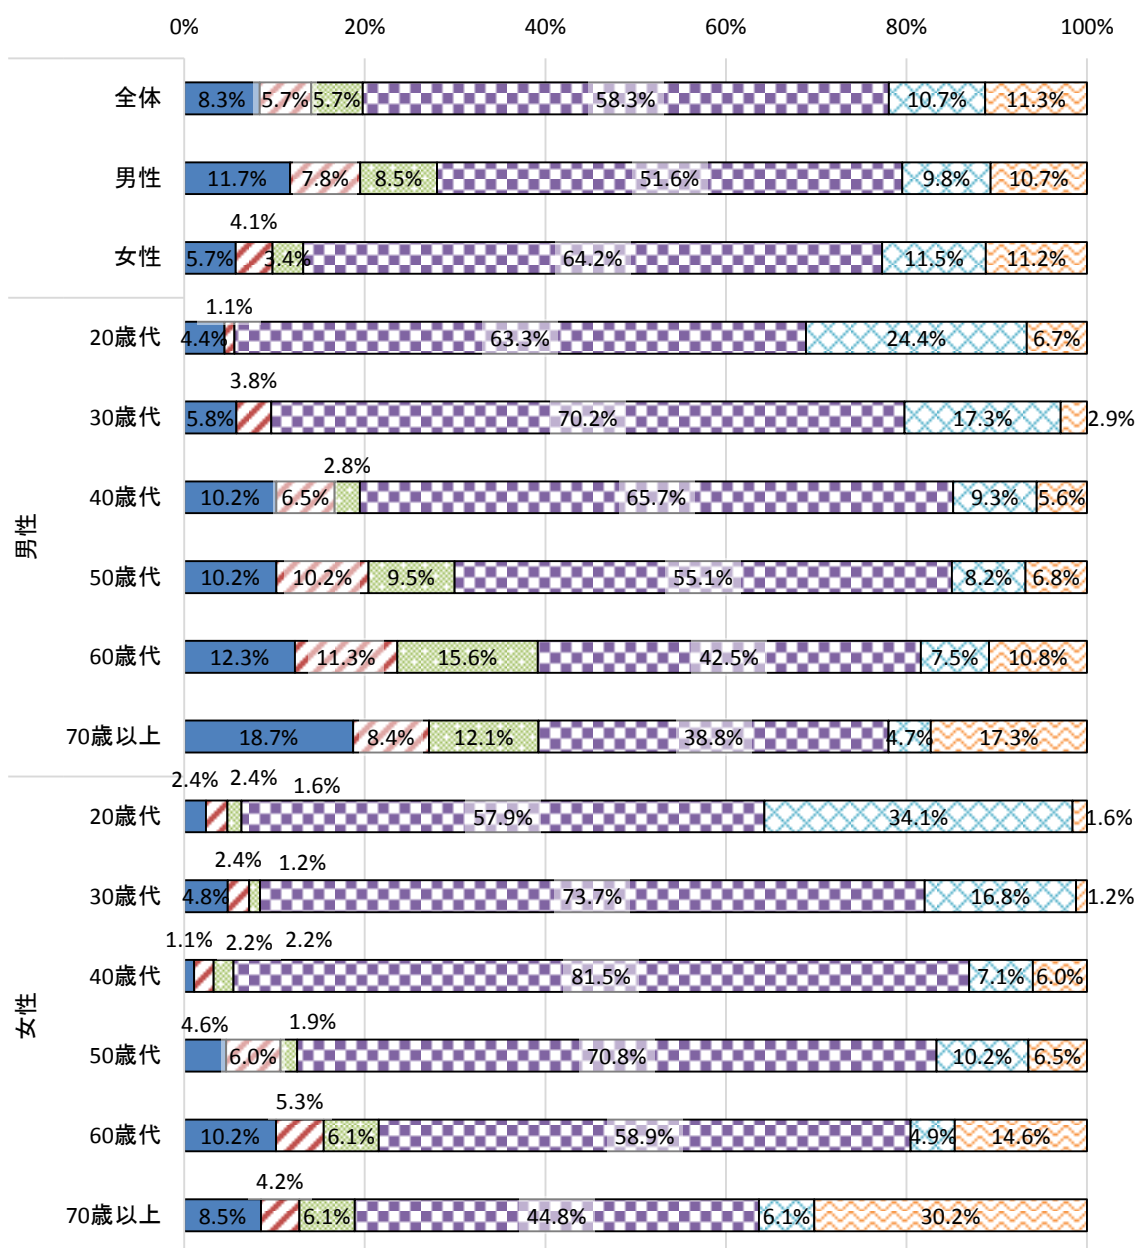 0% 20% 40% 60% 80% 100%
全体 8.3% 5.7% 5.7% 58.3% 10.7% 11.3%
男性 11.7% 7.8% 8.5% 51.6% 9.8% 10.7%
4.1%
女性 5.7% 3.4% 64.2% 11.5% 11.2%
1.1%
20歳代 4.4% 63.3% 24.4% 6.7%
3.8%
30歳代 5.8% 70.2% 17.3% 2.9%
2.8%
40歳代 10.2% 6.5% 65.7% 9.3% 5.6%
男性
50歳代 10.2% 10.2% 9.5% 55.1% 8.2% 6.8%
60歳代 12.3% 11.3% 15.6% 42.5% 7.5% 10.8%
70歳以上 18.7% 8.4% 12.1% 38.8% 4.7% 17.3%
2.4% 2.4% 1.6%
20歳代 57.9% 34.1% 1.6%
2.4% 1.2%
30歳代 4.8% 73.7% 16.8% 1.2%
1.1% 2.2% 2.2%
40歳代 81.5% 7.1% 6.0%
女性
4.6% 1.9%
50歳代 6.0% 70.8% 10.2% 6.5%
5.3%
60歳代 10.2% 6.1% 58.9% 4.9% 14.6%
4.2%
70歳以上 8.5% 6.1% 44.8% 6.1% 30.2%